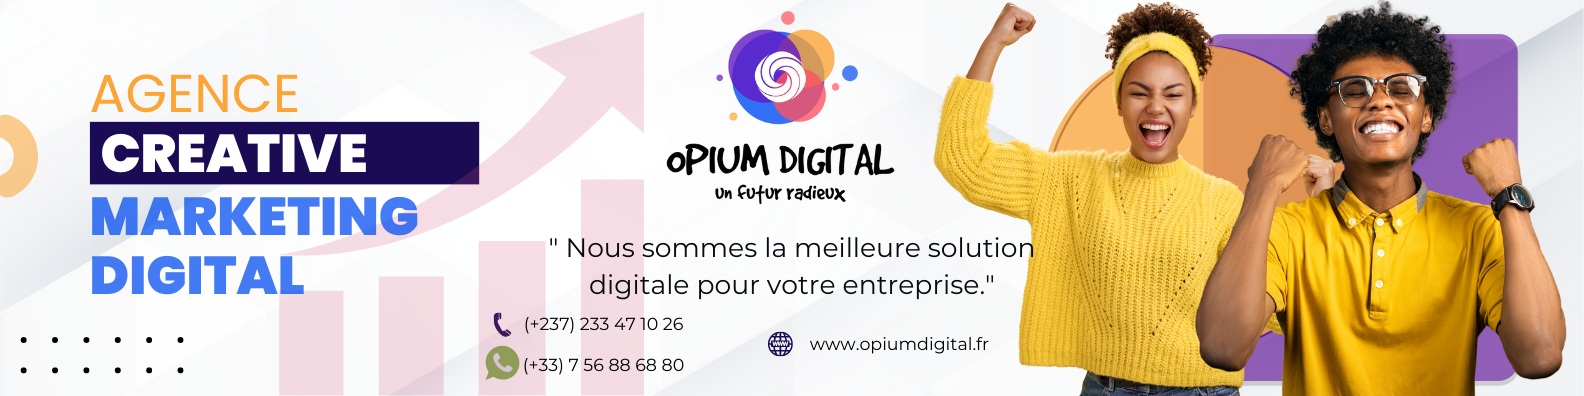 AGENCE
CREATIVE
MARKETING
DIGITAL
OPIUM DIGITAL
un futur radieux
" Nous sommes la meilleure solution
digitale pour votre entreprise."
(+237) 233 47 10 26
(+33) 7 56 88 68 80
www.opiumdigital.fr